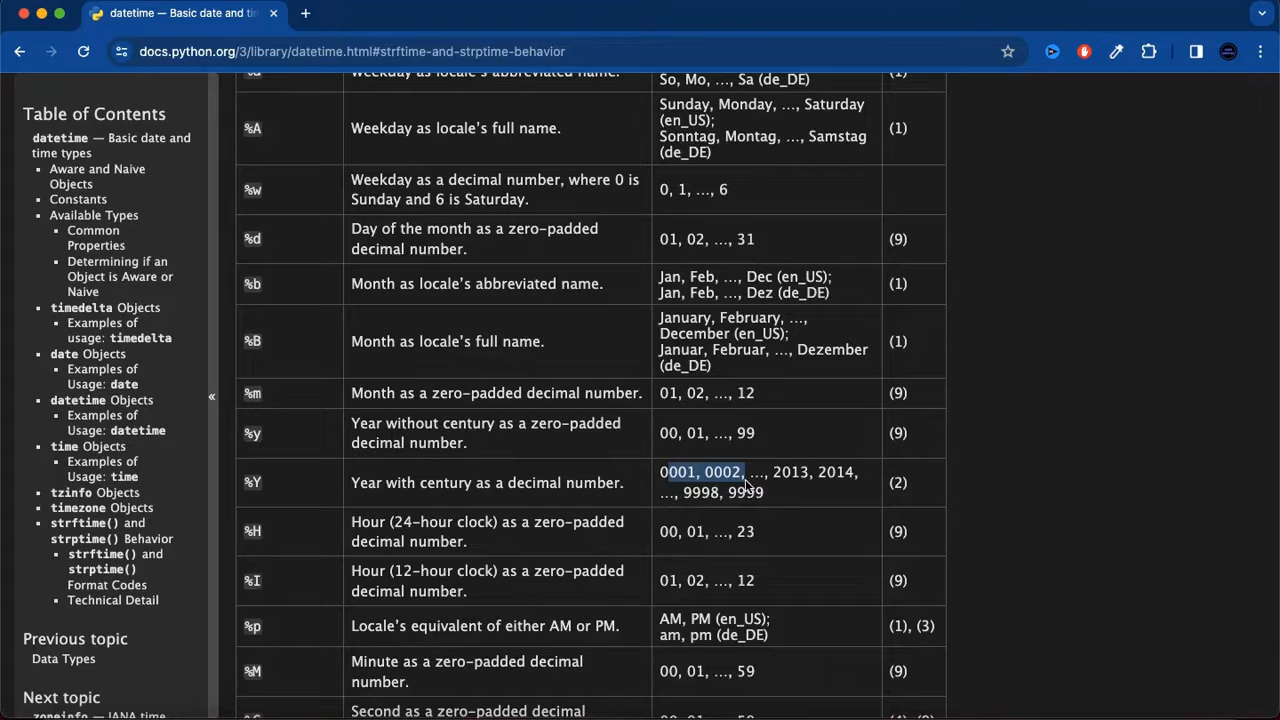 datetime — Basic date and tim
docs.python.org/3/library/datetime.html#strftime-and-strptime-behavior
Table of Contents
datetime — Basic date and
time types
Aware and Naive
Objects
Constants
Available Types
Common
Properties
Determining if an
Object is Aware or
Naive
timedelta Objects
Examples of
usage: timedelta
date Objects
Examples of
Usage: date
datetime Objects
Examples of
Usage: datetime
time Objects
Examples of
Usage: time
tzinfo Objects
timezone Objects
strftime() and
strptime() Behavior
strftime() and
strptime()
Format Codes
Technical Detail
Previous topic
Data Types
Next topic
zoneinfo — IANA time
«
Weekday as locale's abbreviated name.
So, Mo, …, Sa (de_DE)
(1)
%A
Weekday as locale's full name.
Sunday, Monday, …, Saturday
(en_US);
Sonntag, Montag, …, Samstag
(de_DE)
(1)
%w
Weekday as a decimal number, where 0 is
Sunday and 6 is Saturday.
0, 1, …, 6
%d
Day of the month as a zero-padded
decimal number.
01, 02, …, 31
(9)
%b
Month as locale's abbreviated name.
Jan, Feb, …, Dec (en_US);
Jan, Feb, …, Dez (de_DE)
(1)
%B
Month as locale's full name.
January, February, …,
December (en_US);
Januar, Februar, …, Dezember
(de_DE)
(1)
%m
Month as a zero-padded decimal number.
01, 02, …, 12
(9)
%y
Year without century as a zero-padded
decimal number.
00, 01, …, 99
(9)
%Y
Year with century as a decimal number.
0001, 0002, …, 2013, 2014,
…, 9998, 9999
(2)
%H
Hour (24-hour clock) as a zero-padded
decimal number.
00, 01, …, 23
(9)
%I
Hour (12-hour clock) as a zero-padded
decimal number.
01, 02, …, 12
(9)
%p
Locale's equivalent of either AM or PM.
AM, PM (en_US);
am, pm (de_DE)
(1), (3)
%M
Minute as a zero-padded decimal
number.
00, 01, …, 59
(9)
Second as a zero-padded decimal